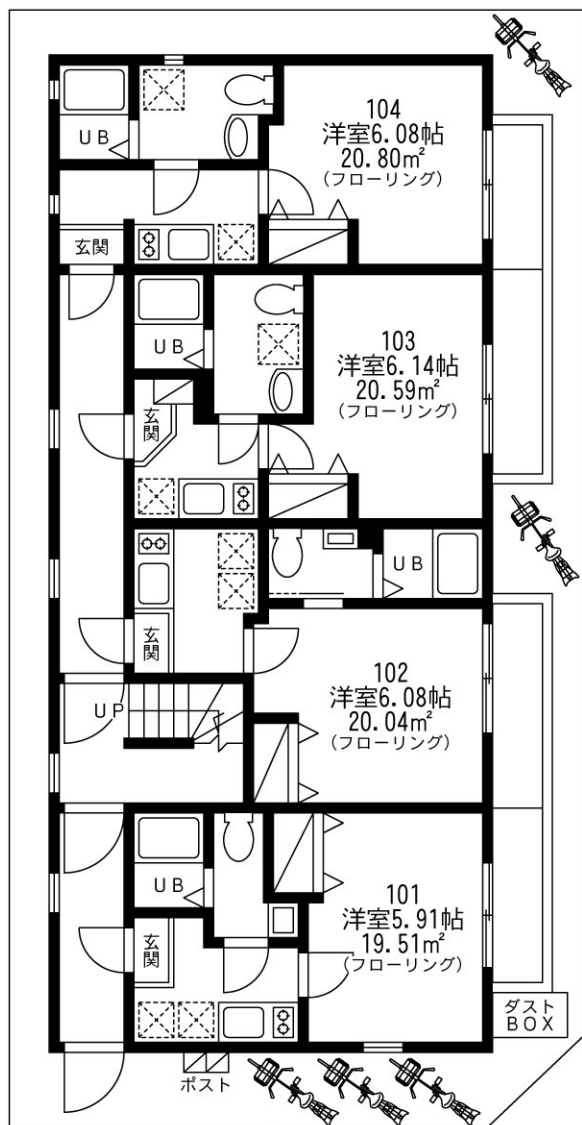 104
洋室6.08帖
20.80㎡
(フローリング)
UB
玄関
103
洋室6.14帖
20.59㎡
(フローリング)
UB
玄関
UB
玄関
102
洋室6.08帖
20.04㎡
(フローリング)
UP
101
洋室5.91帖
19.51㎡
(フローリング)
UB
玄関
ダスト
BOX
ポスト